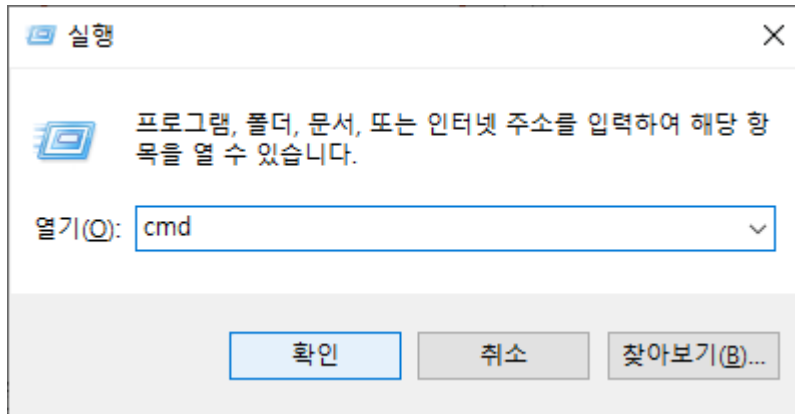 실행
프로그램, 폴더, 문서, 또는 인터넷 주소를 입력하여 해당 항
목을 열 수 있습니다.
열기(O): cmd
확인 취소 찾아보기(B)...